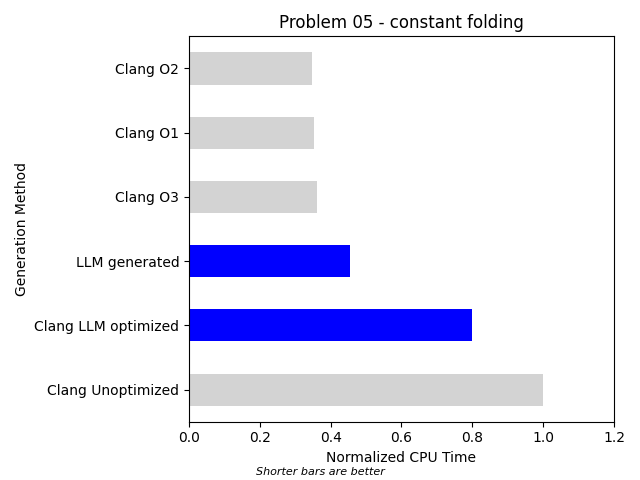 Problem 05 - constant folding
Generation Method
Clang O2
Clang O1
Clang O3
LLM generated
Clang LLM optimized
Clang Unoptimized
0.0 0.2 0.4 0.6 0.8 1.0 1.2
Normalized CPU Time
Shorter bars are better